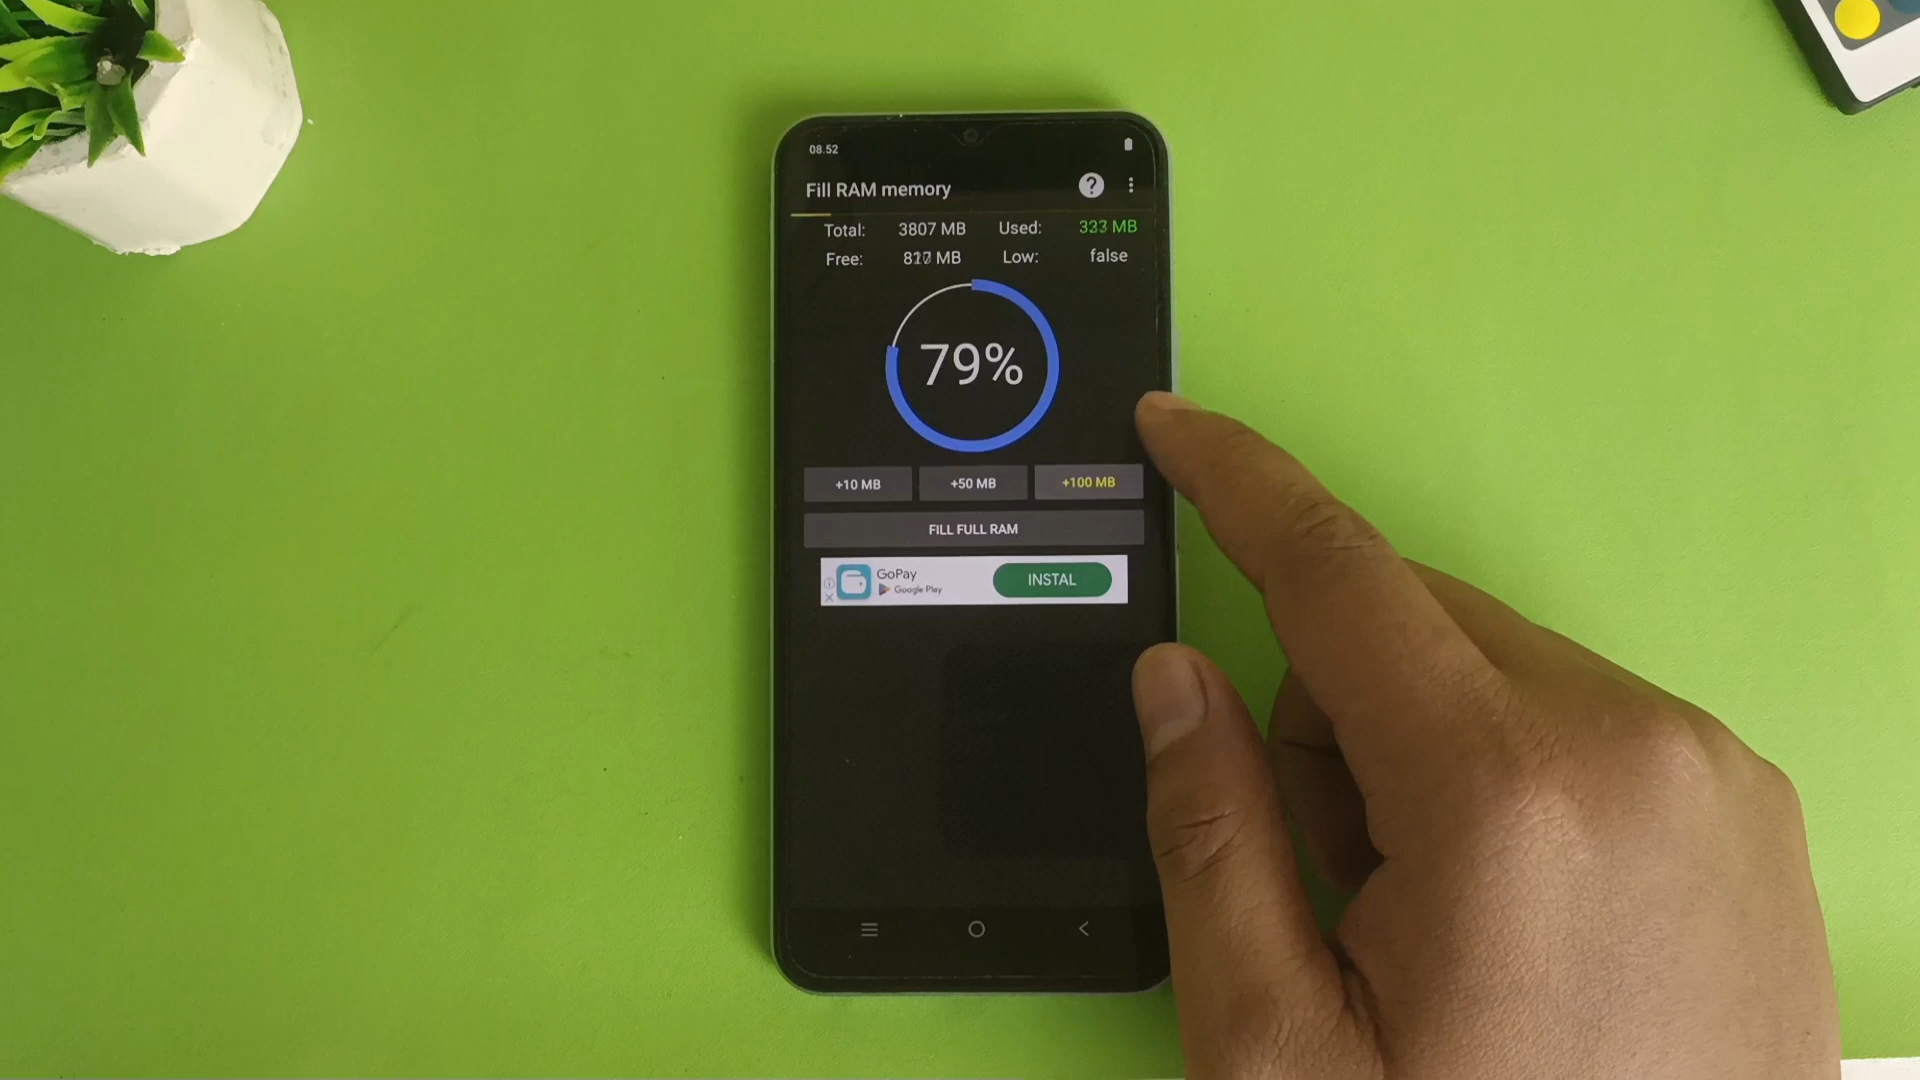 08.52
Fill RAM memory
Total: 3807 MB Used: MB
Free: MB Low: false
79%
+10 MB +50 MB +100 MB
FILL FULL RAM
GoPay
Google Play
INSTAL